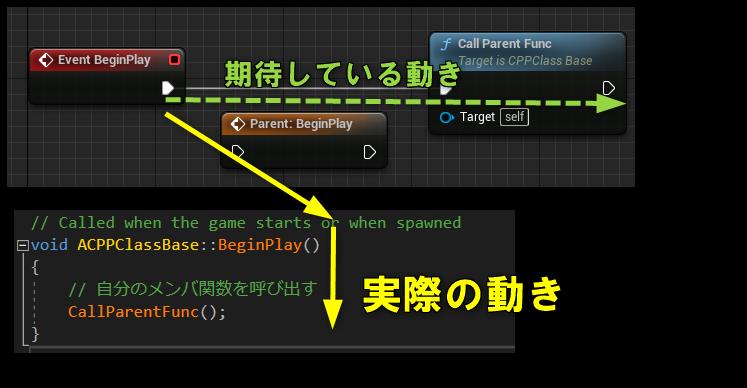 Event BeginPlay
期待している動き
Call Parent Func
Target is CPPClass Base
Target self
Parent: BeginPlay
// Called when the game starts or when spawned
void ACPPClassBase::BeginPlay()
{
// 自分のメンバ関数を呼び出す
CallParentFunc();
}
実際の動き